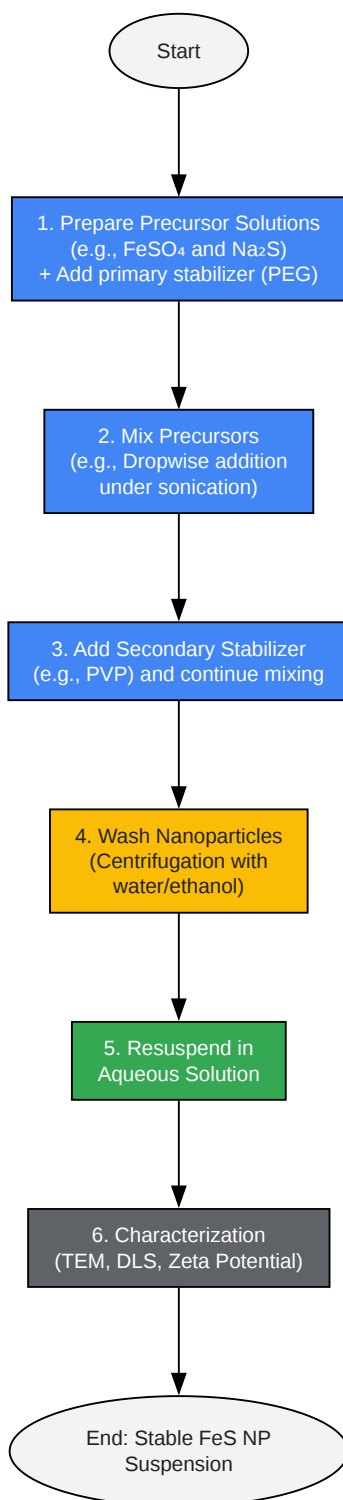 Start
1. Prepare Precursor Solutions
(e.g., FeSO₄ and Na₂S)
+ Add primary stabilizer (PEG)
2. Mix Precursors
(e.g., Dropwise addition
under sonication)
3. Add Secondary Stabilizer
(e.g., PVP) and continue mixing
4. Wash Nanoparticles
(Centrifugation with
water/ethanol)
5. Resuspend in
Aqueous Solution
6. Characterization
(TEM, DLS, Zeta Potential)
End: Stable FeS NP
Suspension